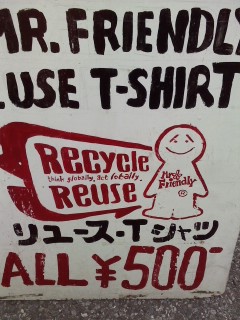 MR. FRIENDLY
USE T-SHIRT
Recycle
think globally, Act locally.
Reuse
Mr. Friendly
®
リユース・Tシャツ
ALL ¥500-